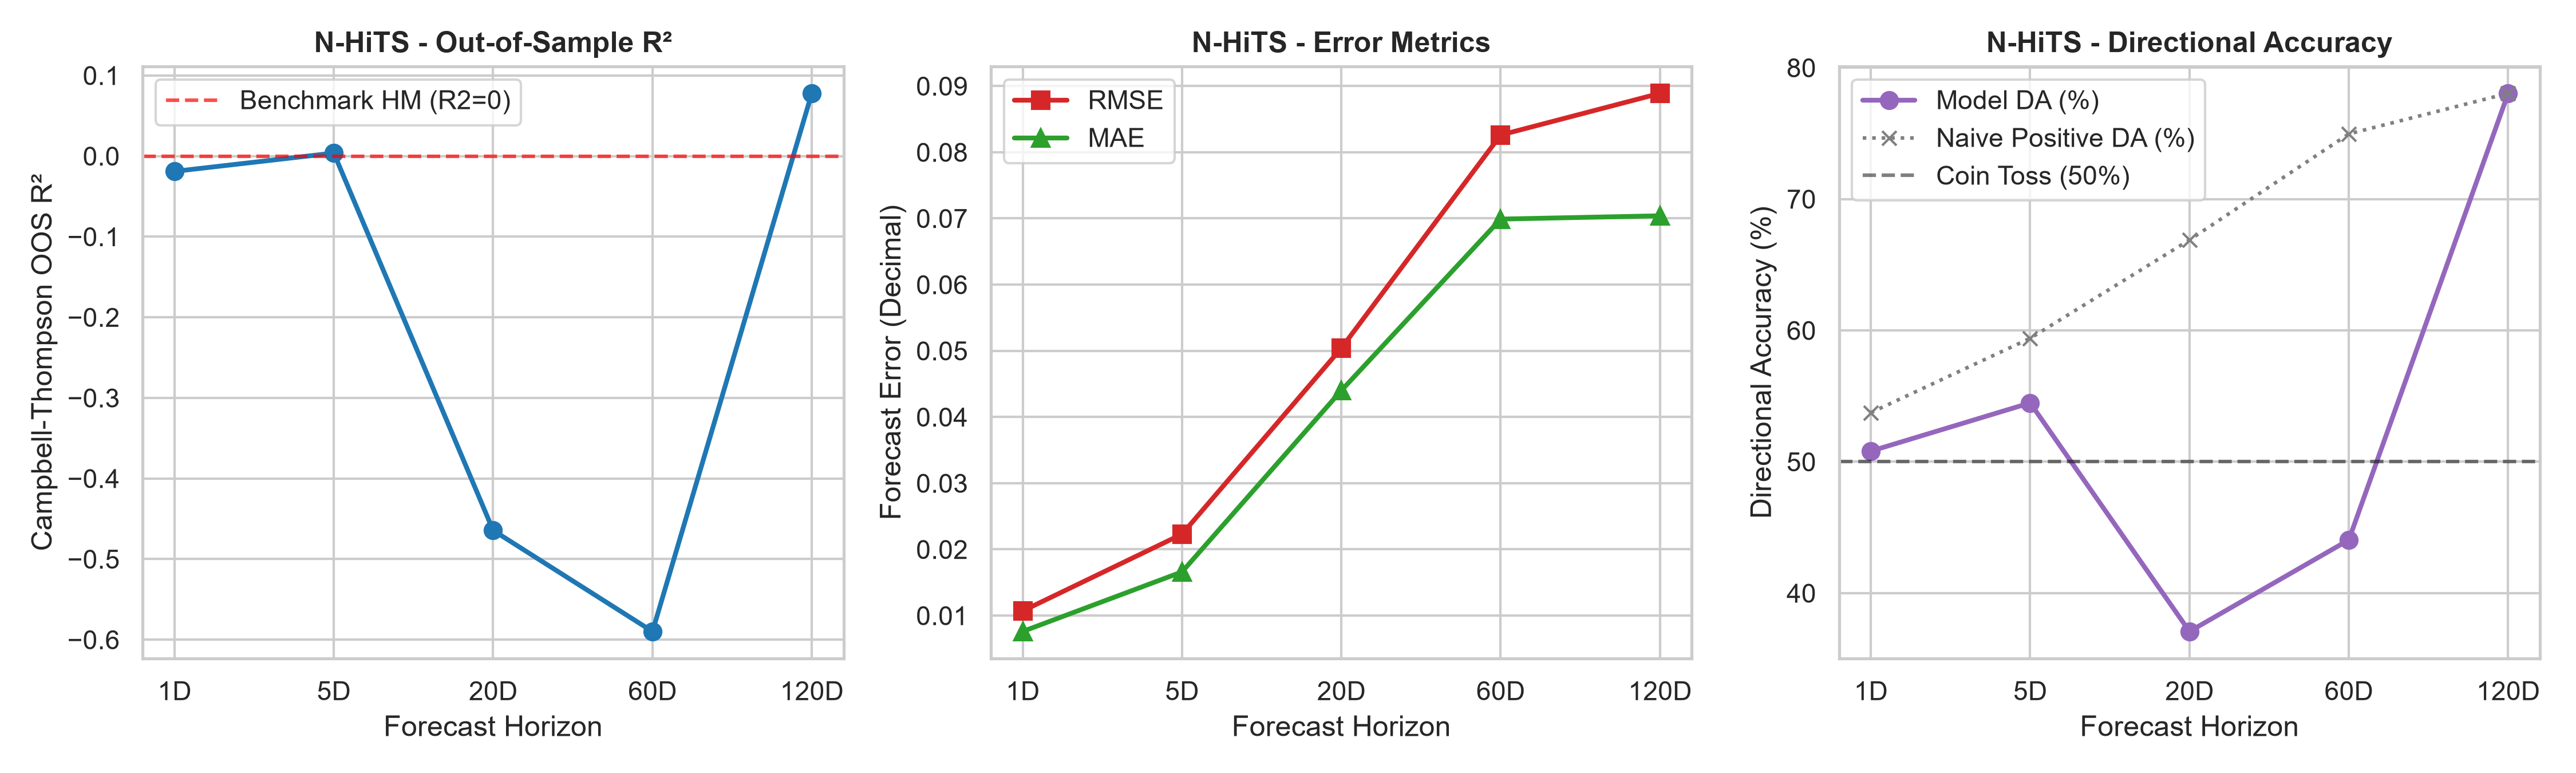 N-HiTS - Out-of-Sample R²
Campbell-Thompson OOS R²
0.1
0.0
−0.1
−0.2
−0.3
−0.4
−0.5
−0.6
Benchmark HM (R2=0)
1D 5D 20D 60D 120D
Forecast Horizon
N-HiTS - Error Metrics
Forecast Error (Decimal)
0.09
0.08
0.07
0.06
0.05
0.04
0.03
0.02
0.01
RMSE
MAE
1D 5D 20D 60D 120D
Forecast Horizon
N-HiTS - Directional Accuracy
Directional Accuracy (%)
80
70
60
50
40
Model DA (%)
Naive Positive DA (%)
Coin Toss (50%)
1D 5D 20D 60D 120D
Forecast Horizon